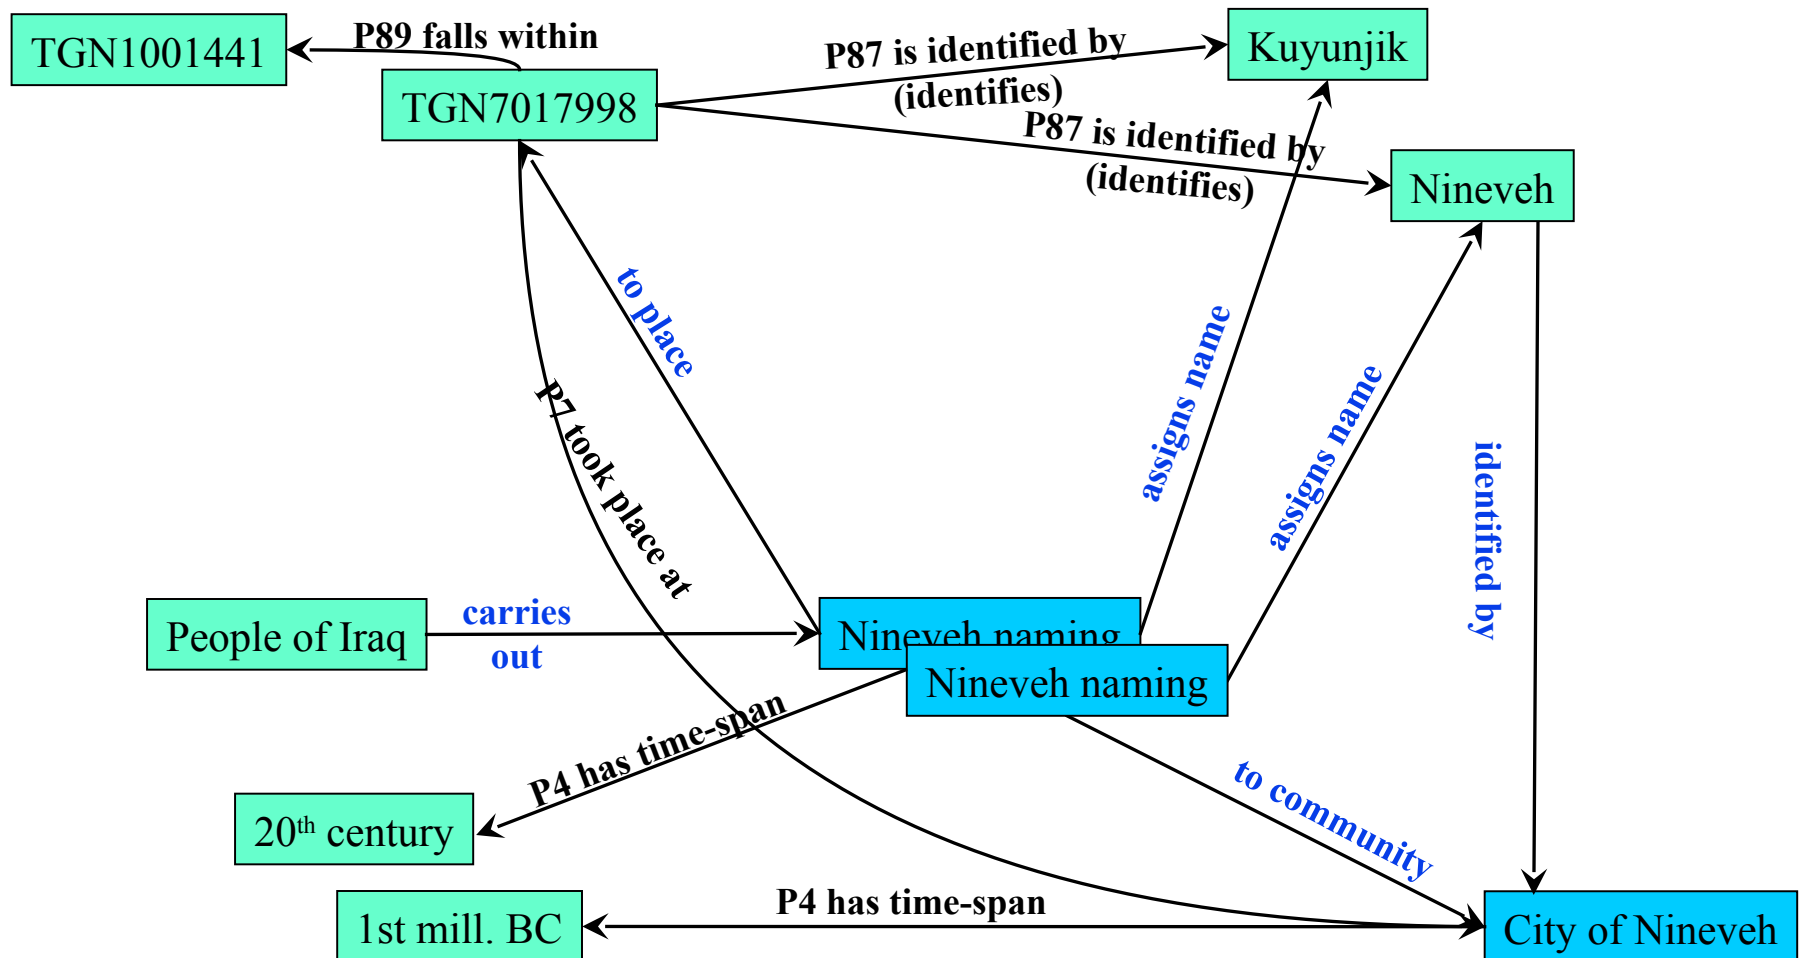 TGN1001441
P89 falls within
TGN7017998
P87 is identified by
(identifies)
Kuyunjik
P87 is identified by
(identifies)
Nineveh
to place
P7 took place at
assigns name
assigns name
identified by
People of Iraq
carries
out
Nineveh naming
Nineveh naming
P4 has time-span
20th century
to community
1st mill. BC
P4 has time-span
City of Nineveh